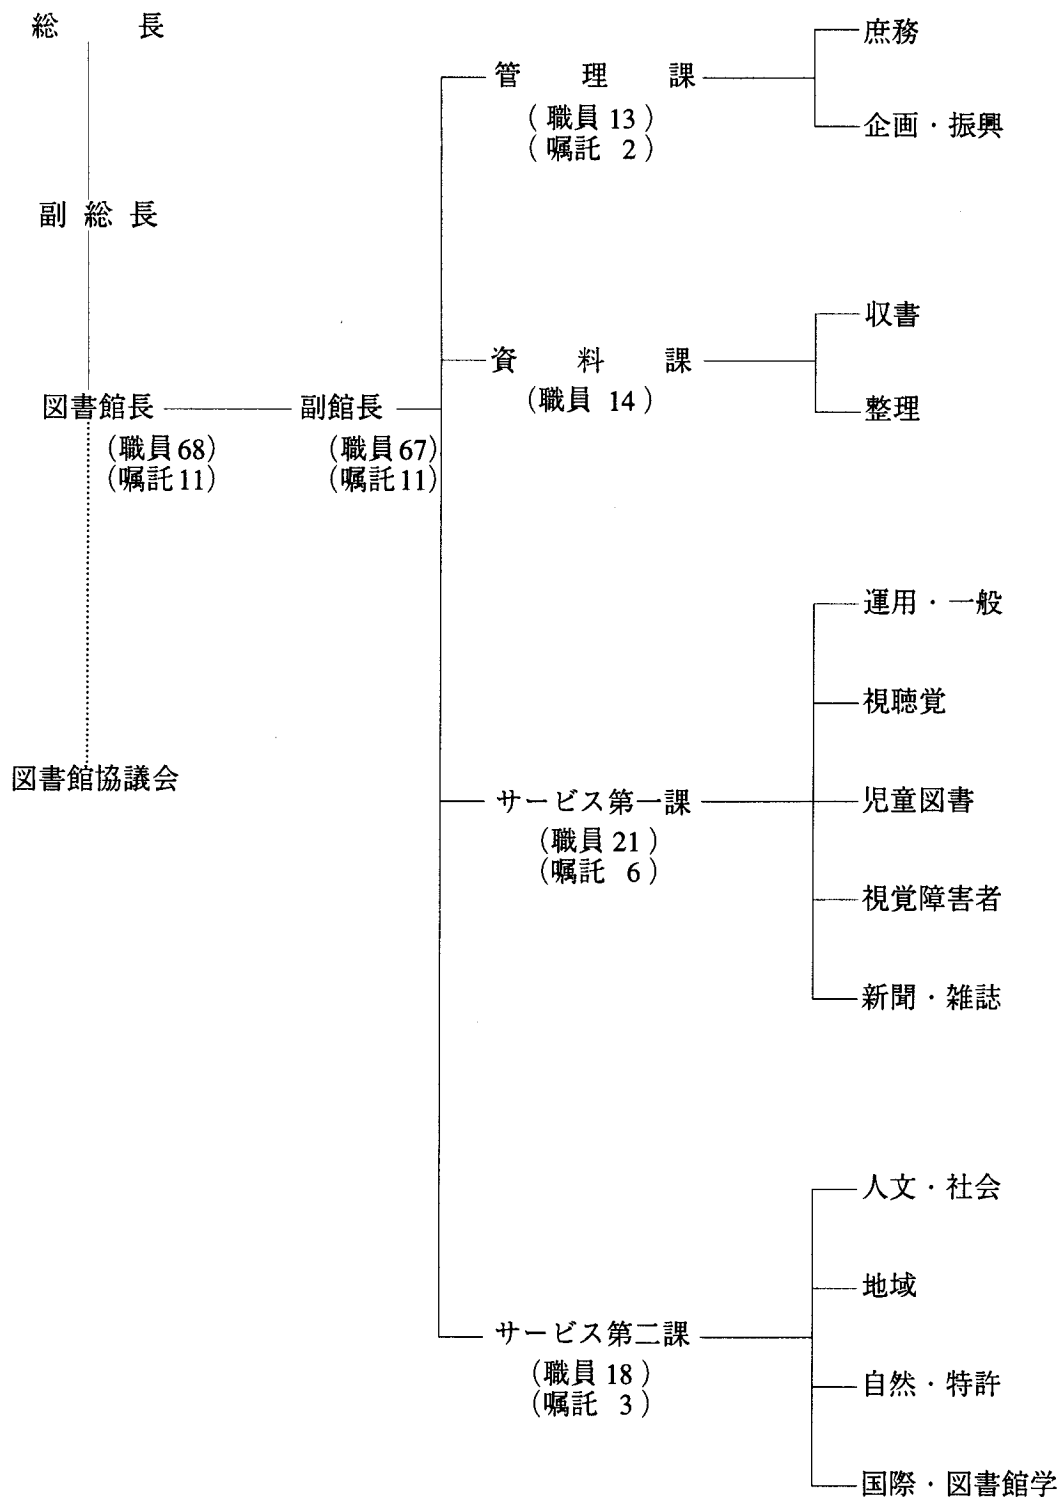 総長
副総長
図書館長
(職員68)
(嘱託11)
図書館協議会
副館長
(職員67)
(嘱託11)
管理課
(職員 13)
(嘱託 2)
庶務
企画・振興
資料課
(職員 14)
収書
整理
サービス第一課
(職員 21)
(嘱託 6)
運用・一般
視聴覚
児童図書
視覚障害者
新聞・雑誌
サービス第二課
(職員 18)
(嘱託 3)
人文・社会
地域
自然・特許
国際・図書館学